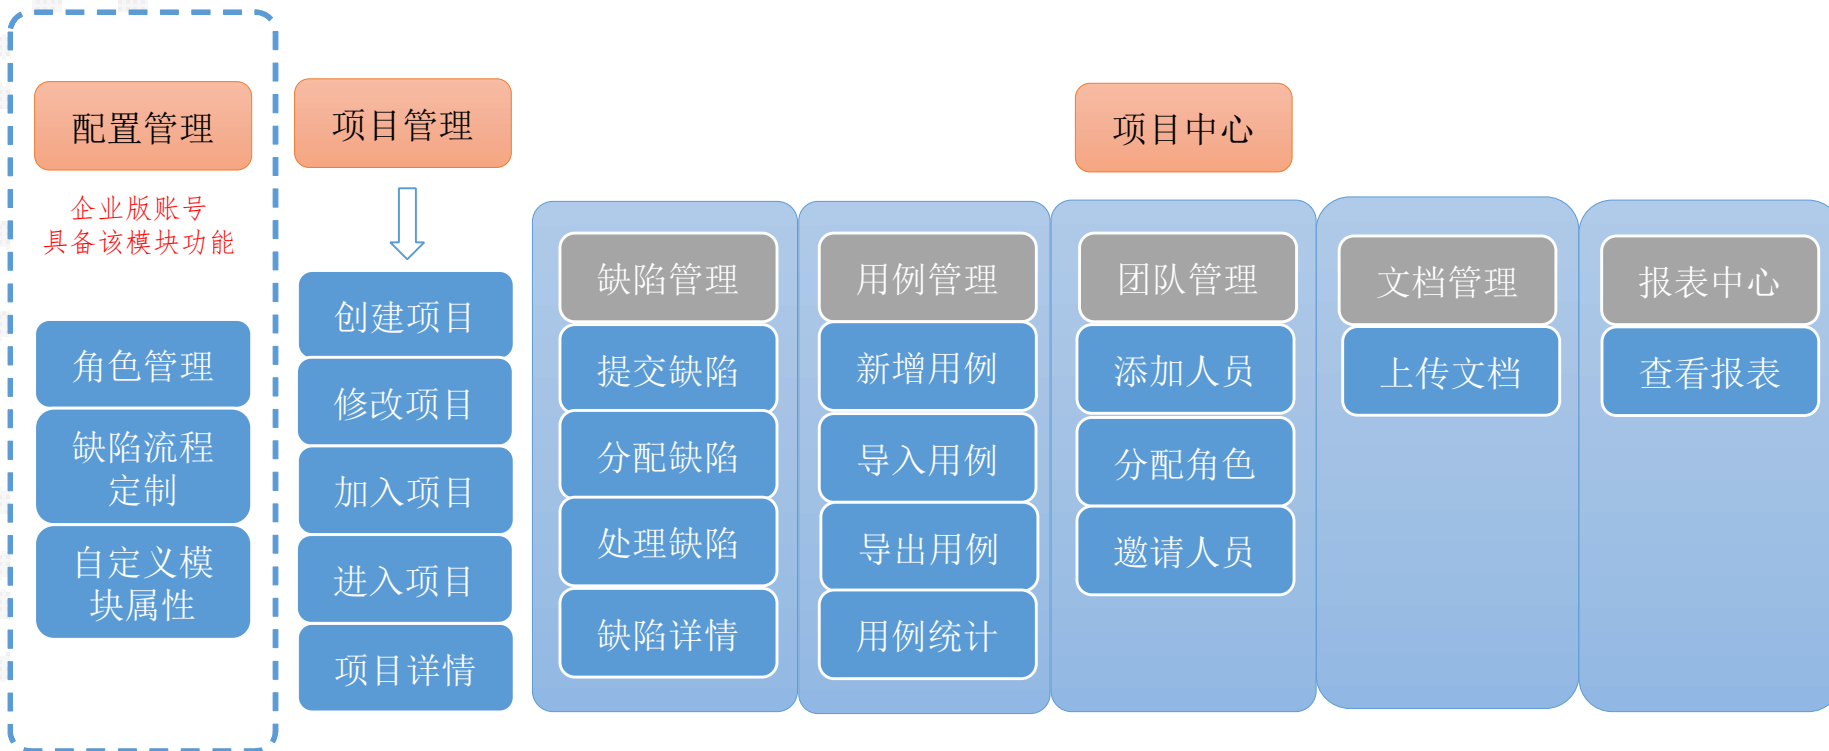 配置管理
企业版账号
具备该模块功能
角色管理
缺陷流程
定制
自定义模
块属性
项目管理
创建项目
修改项目
加入项目
进入项目
项目详情
项目中心
缺陷管理
提交缺陷
分配缺陷
处理缺陷
缺陷详情
用例管理
新增用例
导入用例
导出用例
用例统计
团队管理
添加人员
分配角色
邀请人员
文档管理
上传文档
报表中心
查看报表